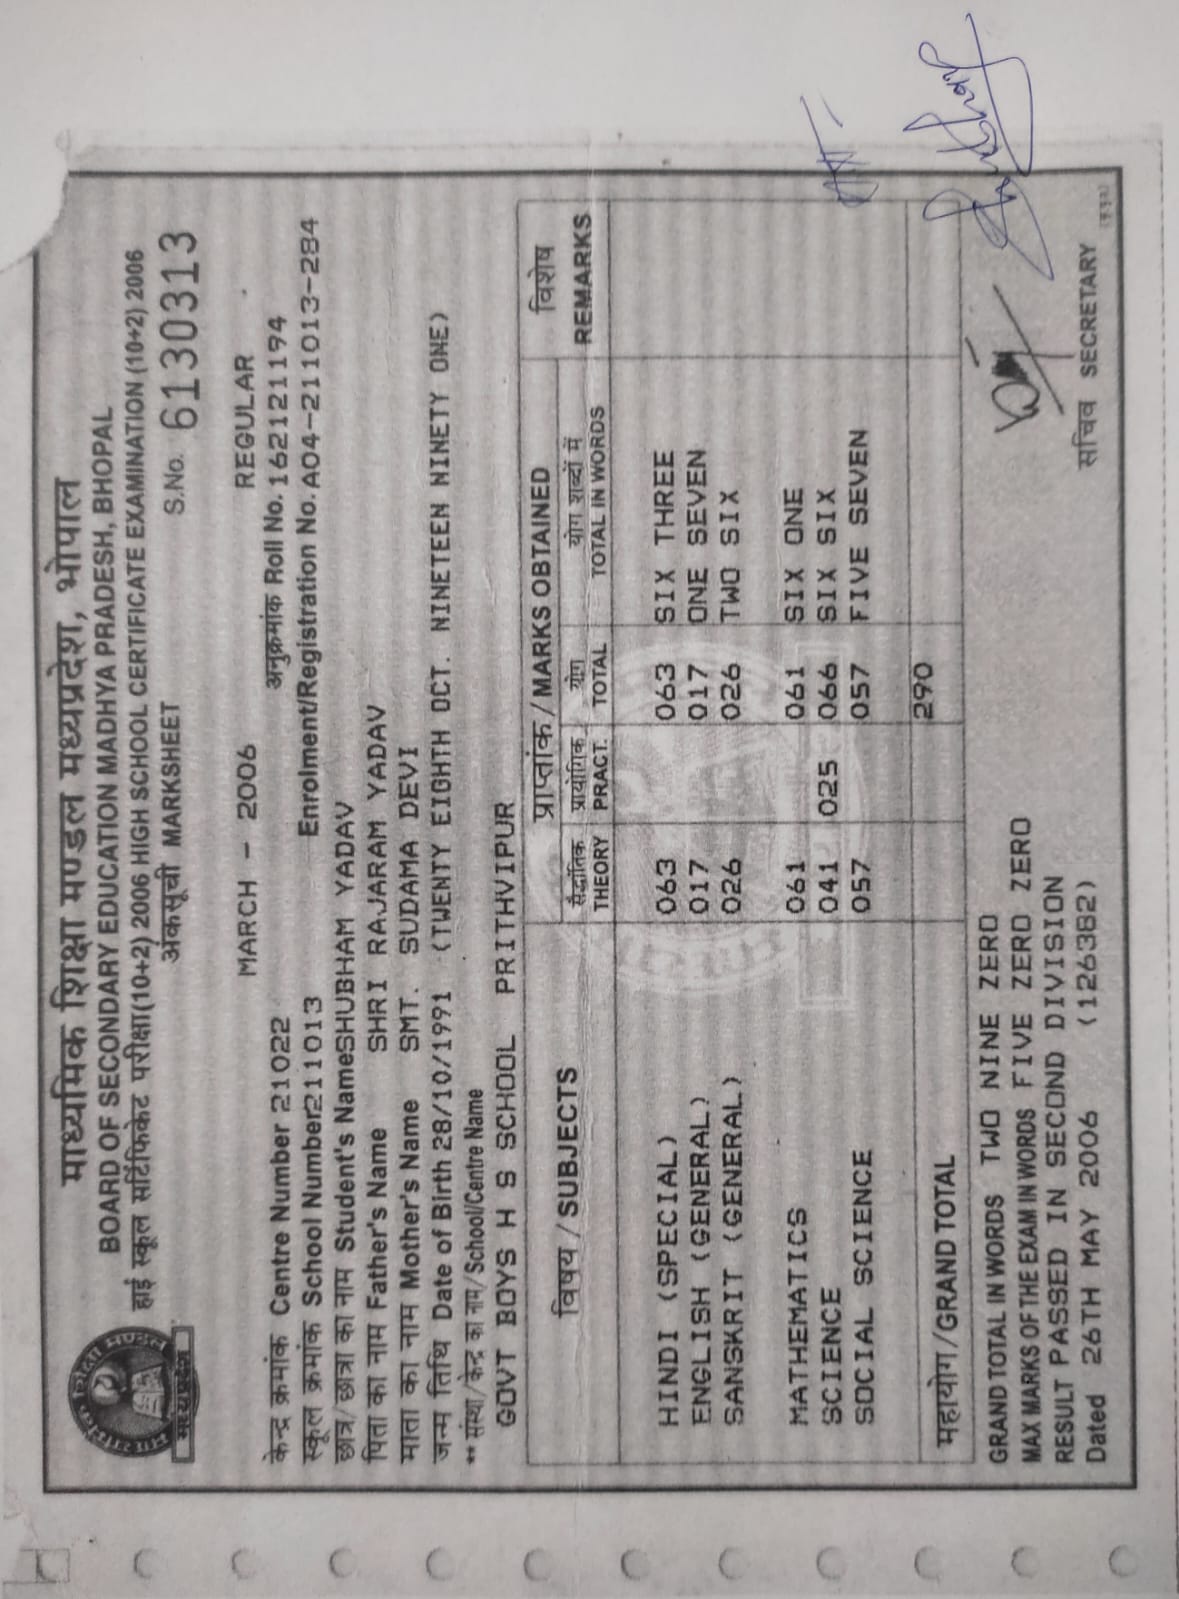 माध्यमिक शिक्षा मण्डल मध्यप्रदेश, भोपाल
BOARD OF SECONDARY EDUCATION MADHYA PRADESH, BHOPAL
हाई स्कूल सर्टिफिकेट परीक्षा(10+2) 2006 HIGH SCHOOL CERTIFICATE EXAMINATION (10+2) 2006
अंकसूची MARKSHEET
S.No. 6130313
मध्यप्रदेश
MARCH - 2006 REGULAR
केन्द्र क्रमांक Centre Number 21022 अनुक्रमांक Roll No. 162121194
स्कूल क्रमांक School Number211013 Enrolment/Registration No. A04-211013-284
छात्र/छात्रा का नाम Student's NameSHUBHAM YADAV
पिता का नाम Father's Name SHRI RAJARAM YADAV
माता का नाम Mother's Name SMT. SUDAMA DEVI
जन्म तिथि Date of Birth 28/10/1991 (TWENTY EIGHTH OCT. NINETEEN NINETY ONE)
** संस्था/केन्द्र का नाम/School/Centre Name
GOVT BOYS H S SCHOOL PRITHVIPUR
विषय/SUBJECTS प्राप्तांक/MARKS OBTAINED विशेष REMARKS
सैद्धांतिक प्रायोगिक योग योग शब्दों में
THEORY PRACT. TOTAL TOTAL IN WORDS
HINDI (SPECIAL) 063 063 SIX THREE
ENGLISH (GENERAL) 017 017 ONE SEVEN
SANSKRIT (GENERAL) 026 026 TWO SIX
MATHEMATICS 061 061 SIX ONE
SCIENCE 041 025 066 SIX SIX
SOCIAL SCIENCE 057 057 FIVE SEVEN
महायोग/GRAND TOTAL 290
GRAND TOTAL IN WORDS TWO NINE ZERO
MAX MARKS OF THE EXAM IN WORDS FIVE ZERO ZERO
RESULT PASSED IN SECOND DIVISION
Dated 26TH MAY 2006 (126382)
सचिव SECRETARY